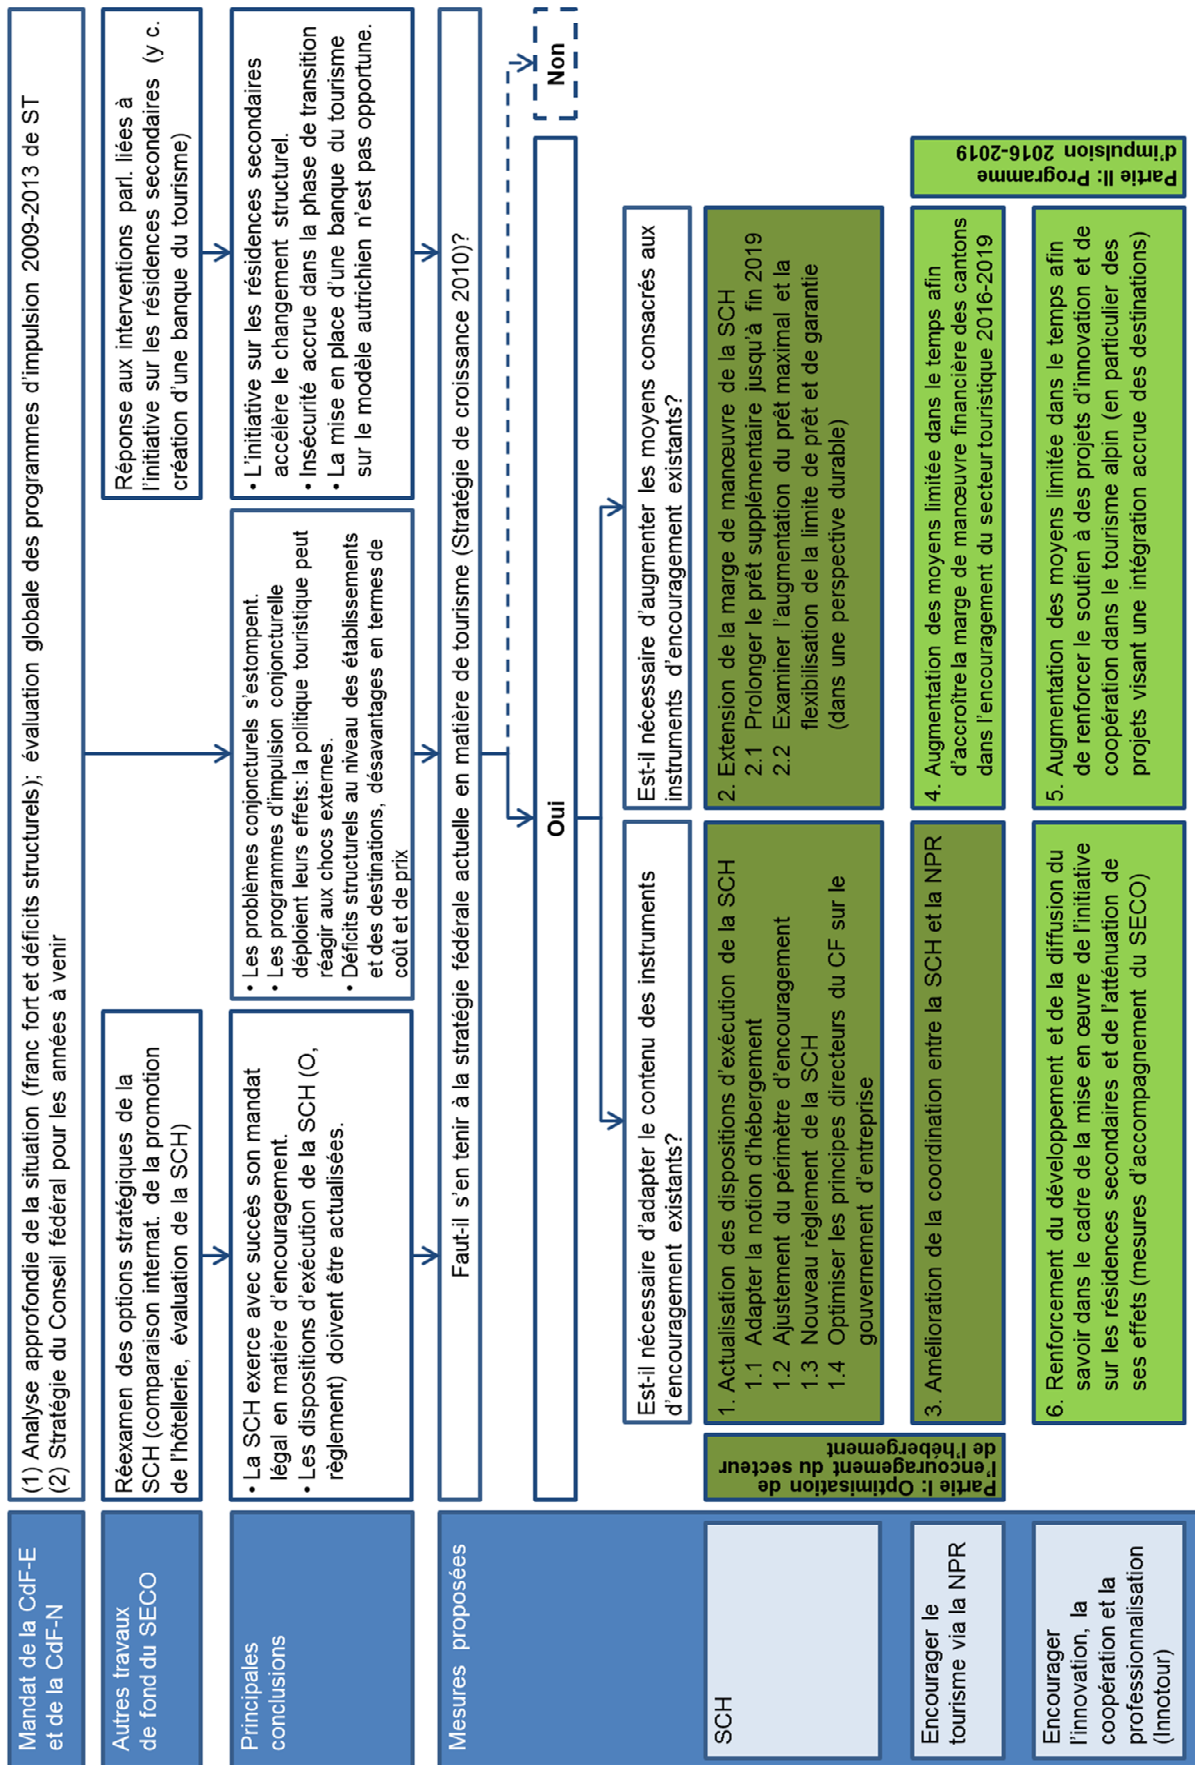 Mandat de la CdF-E
et de la CdF-N
(1) Analyse approfondie de la situation (franc fort et déficits structurels); évaluation globale des programmes d'impulsion 2009-2013 de ST
(2) Stratégie du Conseil fédéral pour les années à venir
Autres travaux
de fond du SECO
Réexamen des options stratégiques de la
SCH (comparaison internat. de la promotion
de l'hôtellerie, évaluation de la SCH)
Réponse aux interventions parl. liées à
l'initiative sur les résidences secondaires (y c.
création d'une banque du tourisme)
Principales
conclusions
• La SCH exerce avec succès son mandat
légal en matière d'encouragement.
• Les dispositions d'exécution de la SCH (O,
règlement) doivent être actualisées.
• Les problèmes conjoncturels s'estompent.
• Les programmes d'impulsion conjoncturelle
déploient leurs effets: la politique touristique peut
réagir aux chocs externes.
• Déficits structurels au niveau des établissements
et des destinations, désavantages en termes de
coût et de prix
• L'initiative sur les résidences secondaires
accélère le changement structurel.
• Insécurité accrue dans la phase de transition
• La mise en place d'une banque du tourisme
sur le modèle autrichien n'est pas opportune.
Mesures proposées
Faut-il s'en tenir à la stratégie fédérale actuelle en matière de tourisme (Stratégie de croissance 2010)?
Oui
Non
Est-il nécessaire d'adapter le contenu des instruments
d'encouragement existants?
Est-il nécessaire d'augmenter les moyens consacrés aux
instruments d'encouragement existants?
SCH
Partie I: Optimisation de
l'encouragement du secteur
de l'hébergement
1. Actualisation des dispositions d'exécution de la SCH
1.1 Adapter la notion d'hébergement
1.2 Ajustement du périmètre d'encouragement
1.3 Nouveau règlement de la SCH
1.4 Optimiser les principes directeurs du CF sur le
gouvernement d'entreprise
2. Extension de la marge de manœuvre de la SCH
2.1 Prolonger le prêt supplémentaire jusqu'à fin 2019
2.2 Examiner l'augmentation du prêt maximal et la
flexibilisation de la limite de prêt et de garantie
(dans une perspective durable)
Encourager le
tourisme via la NPR
3. Amélioration de la coordination entre la SCH et la NPR
4. Augmentation des moyens limitée dans le temps afin
d'accroître la marge de manœuvre financière des cantons
dans l'encouragement du secteur touristique 2016-2019
Partie II: Programme
d'impulsion 2016-2019
Encourager
l'innovation, la
coopération et la
professionnalisation
(Innotour)
6. Renforcement du développement et de la diffusion du
savoir dans le cadre de la mise en œuvre de l'initiative
sur les résidences secondaires et de l'atténuation de
ses effets (mesures d'accompagnement du SECO)
5. Augmentation des moyens limitée dans le temps afin
de renforcer le soutien à des projets d'innovation et de
coopération dans le tourisme alpin (en particulier des
projets visant une intégration accrue des destinations)